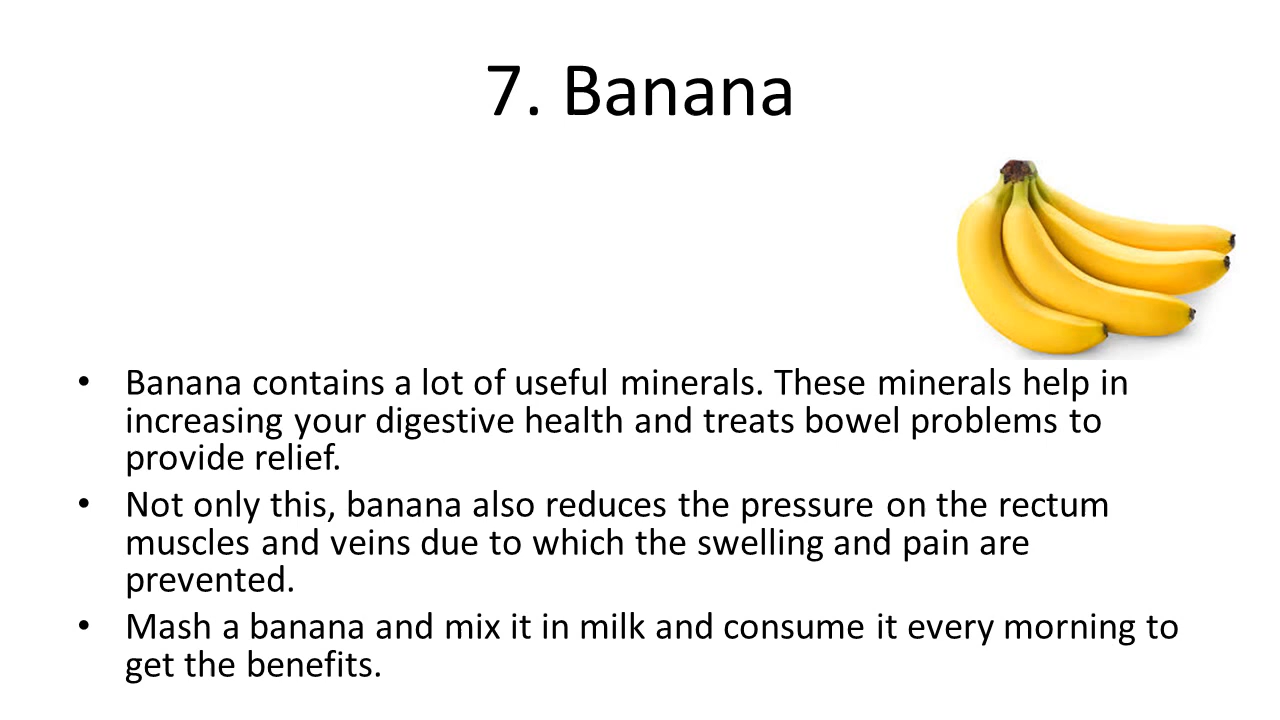 7. Banana
• Banana contains a lot of useful minerals. These minerals help in
increasing your digestive health and treats bowel problems to
provide relief.
• Not only this, banana also reduces the pressure on the rectum
muscles and veins due to which the swelling and pain are
prevented.
• Mash a banana and mix it in milk and consume it every morning to
get the benefits.